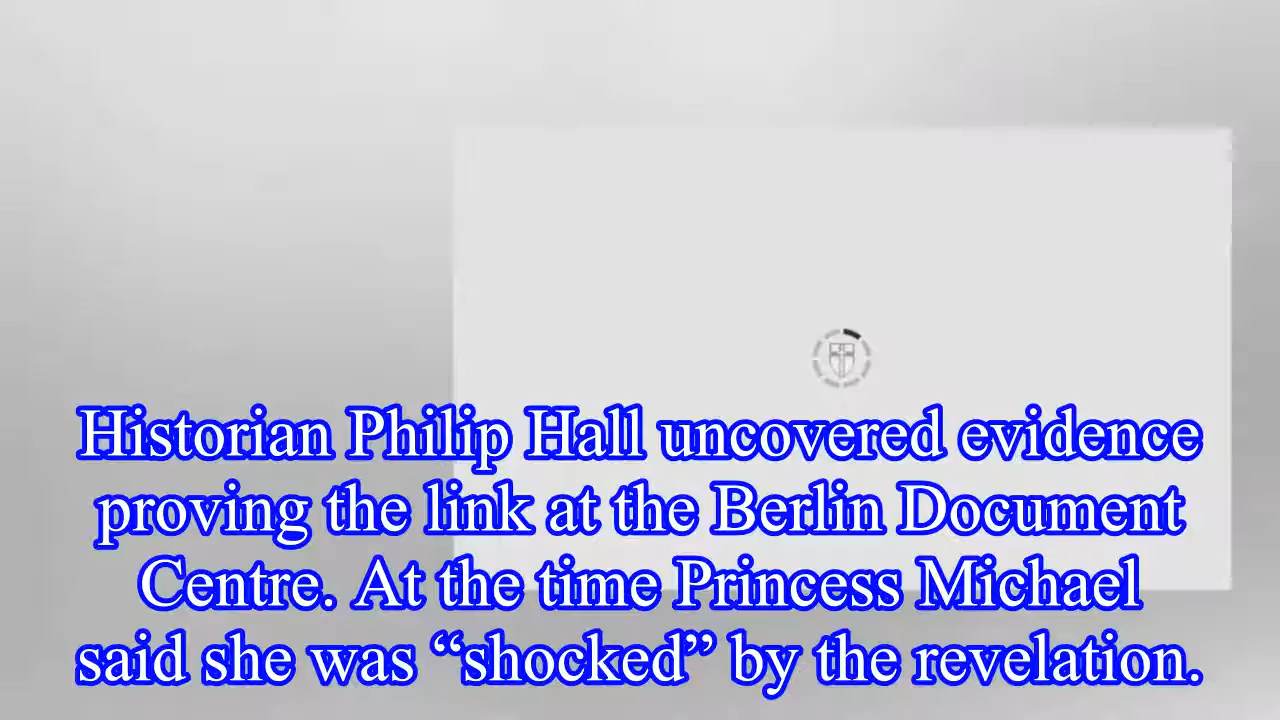 Historian Philip Hall uncovered evidence
proving the link at the Berlin Document
Centre. At the time Princess Michael
said she was “shocked” by the revelation.